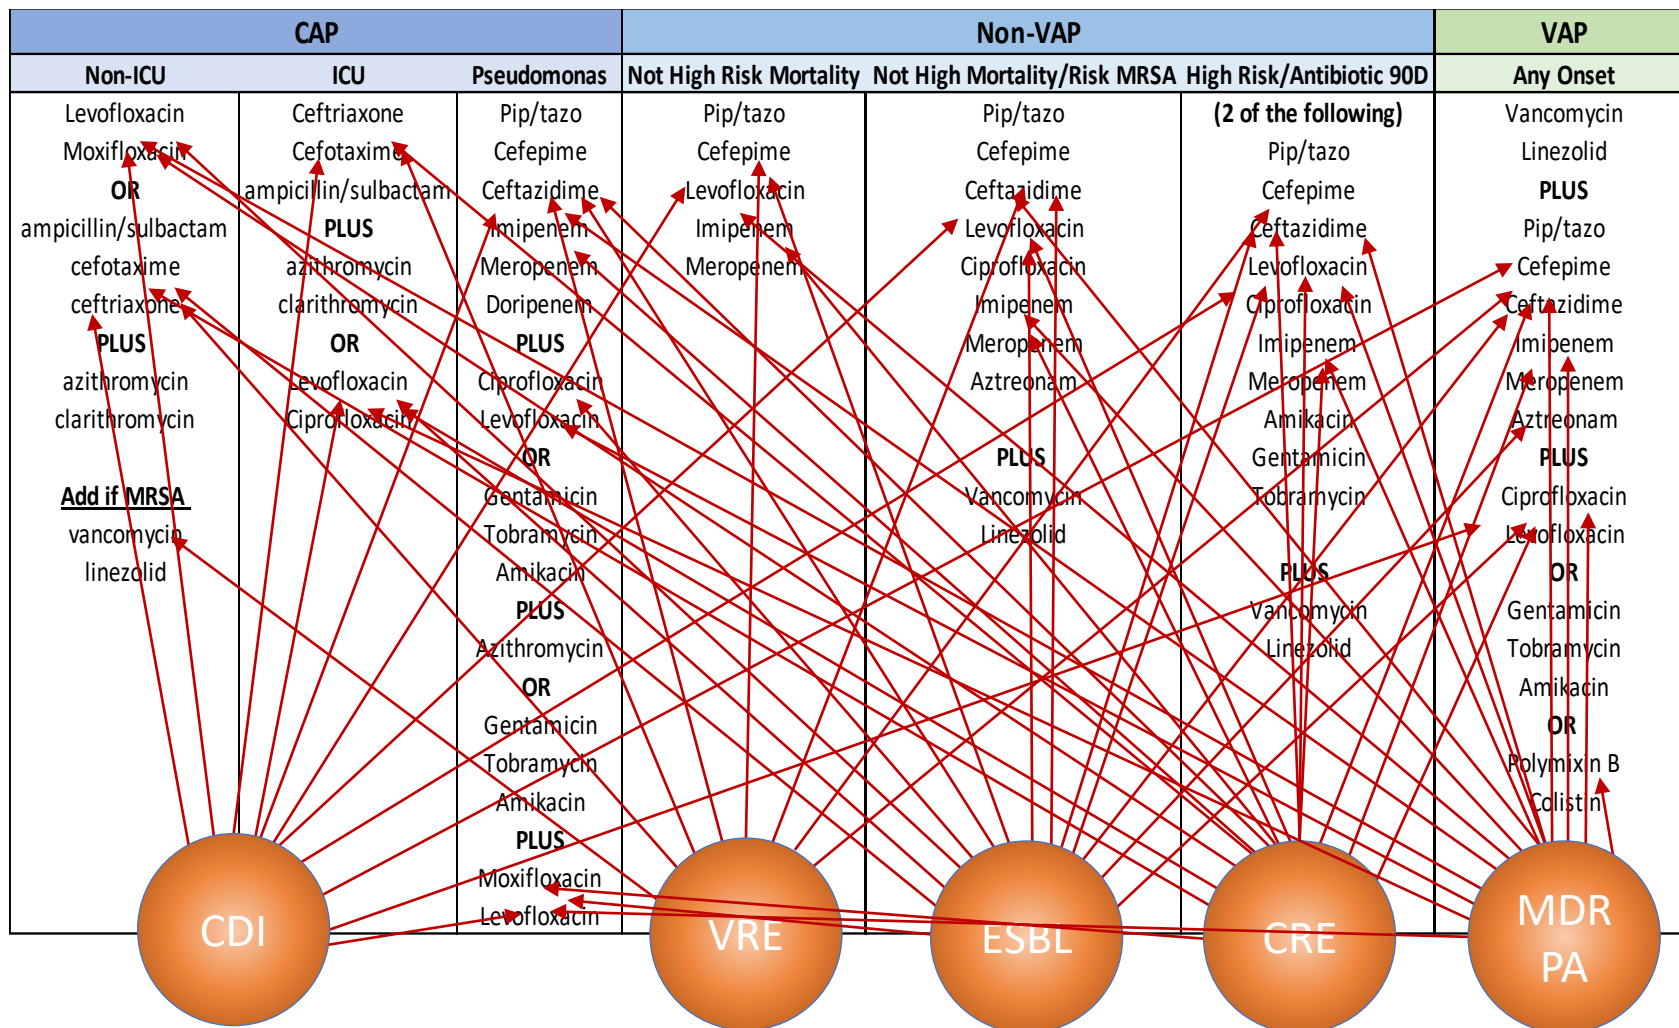 CAP
Non-VAP
VAP
Non-ICU
ICU
Pseudomonas
Not High Risk Mortality
Not High Mortality/Risk MRSA
High Risk/Antibiotic 90D
Any Onset
Levofloxacin
Moxifloxacin
OR
ampicillin/sulbactam
cefotaxime
ceftriaxone
PLUS
azithromycin
clarithromycin
Add if MRSA
vancomycin
linezolid
Ceftriaxone
Cefotaxime
ampicillin/sulbactam
PLUS
azithromycin
clarithromycin
OR
Levofloxacin
Ciprofloxacin
Pip/tazo
Cefepime
Ceftazidime
Imipenem
Meropenem
Doripenem
PLUS
Ciprofloxacin
Levofloxacin
OR
Gentamicin
Tobramycin
Amikacin
PLUS
Azithromycin
OR
Gentamicin
Tobramycin
Amikacin
PLUS
Moxifloxacin
Levofloxacin
Pip/tazo
Cefepime
Levofloxacin
Imipenem
Meropenem
Pip/tazo
Cefepime
Ceftazidime
Levofloxacin
Ciprofloxacin
Imipenem
Meropenem
Aztreonam
PLUS
Vancomycin
Linezolid
(2 of the following)
Pip/tazo
Cefepime
Ceftazidime
Levofloxacin
Ciprofloxacin
Imipenem
Meropenem
Amikacin
Gentamicin
Tobramycin
PLUS
Vancomycin
Linezolid
Vancomycin
Linezolid
PLUS
Pip/tazo
Cefepime
Ceftazidime
Imipenem
Meropenem
Aztreonam
PLUS
Ciprofloxacin
Levofloxacin
OR
Gentamicin
Tobramycin
Amikacin
OR
Polymixin B
Colistin
CDI
VRE
ESBL
CRE
MDR
PA